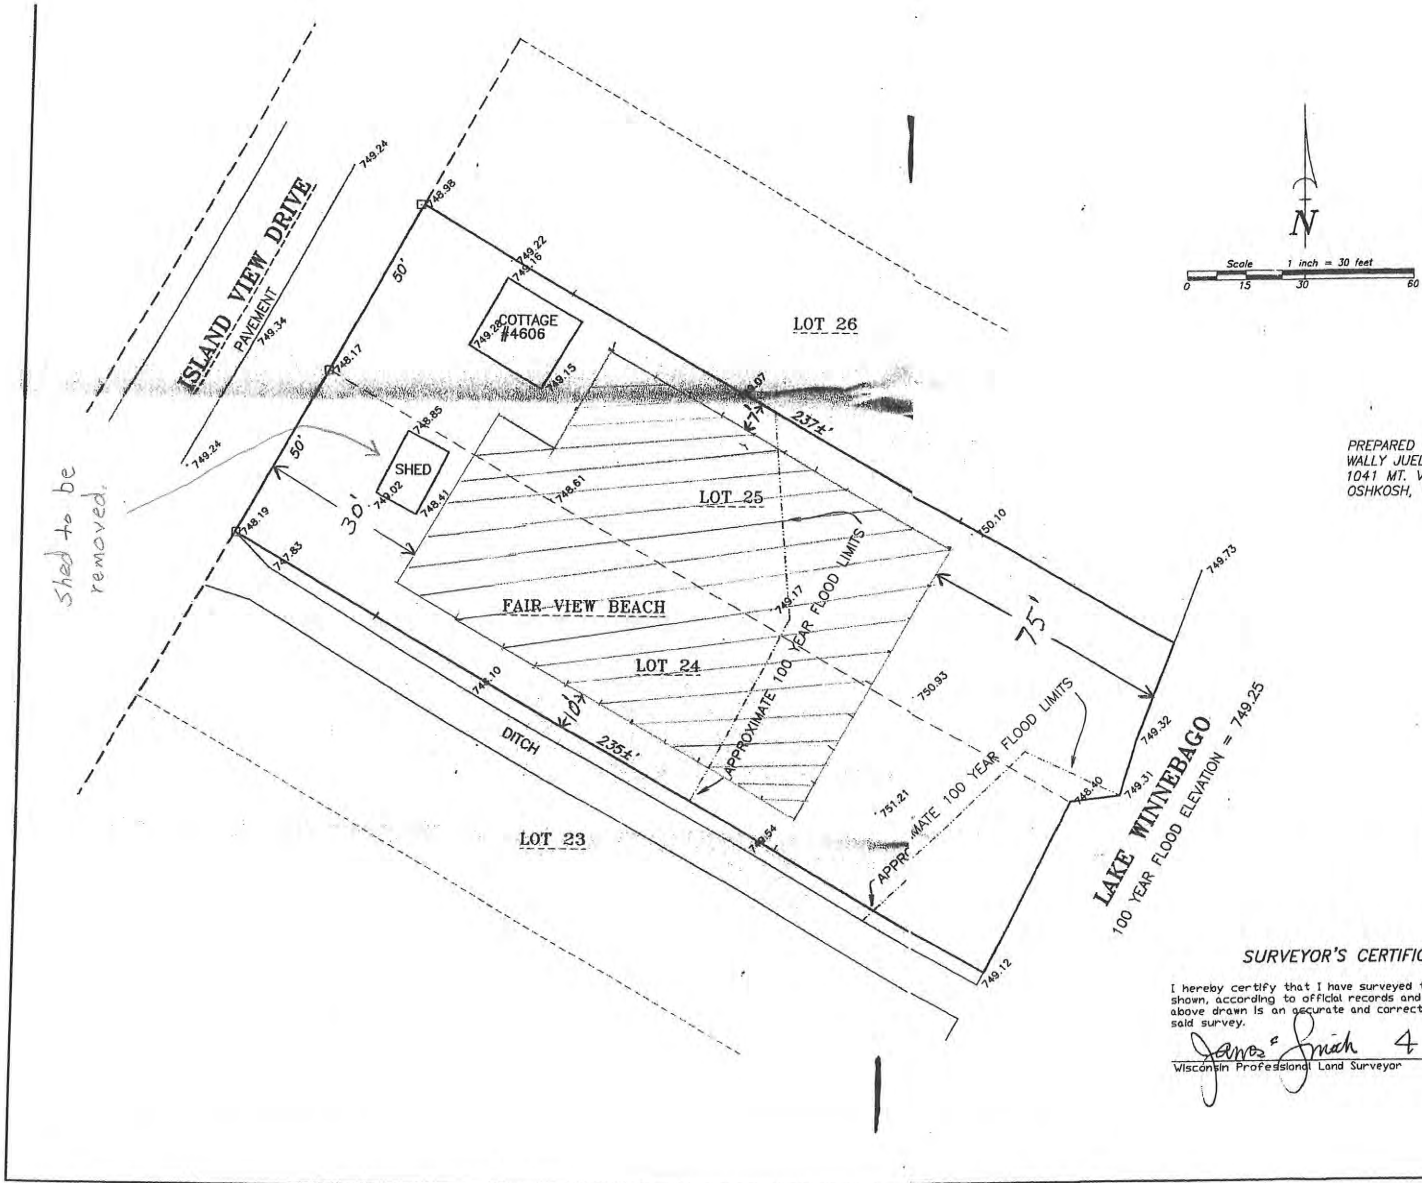 ISLAND VIEW DRIVE
PAVEMENT
749.24
749.34
749.24
748.98
50'
748.17
50'
748.19
747.83
749.22
749.16
COTTAGE
#4606
749.28
749.15
748.85
SHED
749.02
748.41
Shed to be
removed.
30'
748.61
LOT 26
7'
237±'
LOT 25
750.10
749.17
APPROXIMATE 100 YEAR FLOOD LIMITS
FAIR VIEW BEACH
LOT 24
75'
749.73
750.93
10'
DITCH
235±'
LOT 23
749.54
751.21
APPROXIMATE 100 YEAR FLOOD LIMITS
748.40
749.31
749.32
749.12
LAKE WINNEBAGO
100 YEAR FLOOD ELEVATION = 749.25
N
Scale 1 inch = 30 feet
0 15 30 60
PREPARED
WALLY JUE
1041 MT. V
OSHKOSH,
SURVEYOR'S CERTIFIC
I hereby certify that I have surveyed
shown, according to official records and
above drawn is an accurate and correct
said survey.
4
Wisconsin Professional Land Surveyor